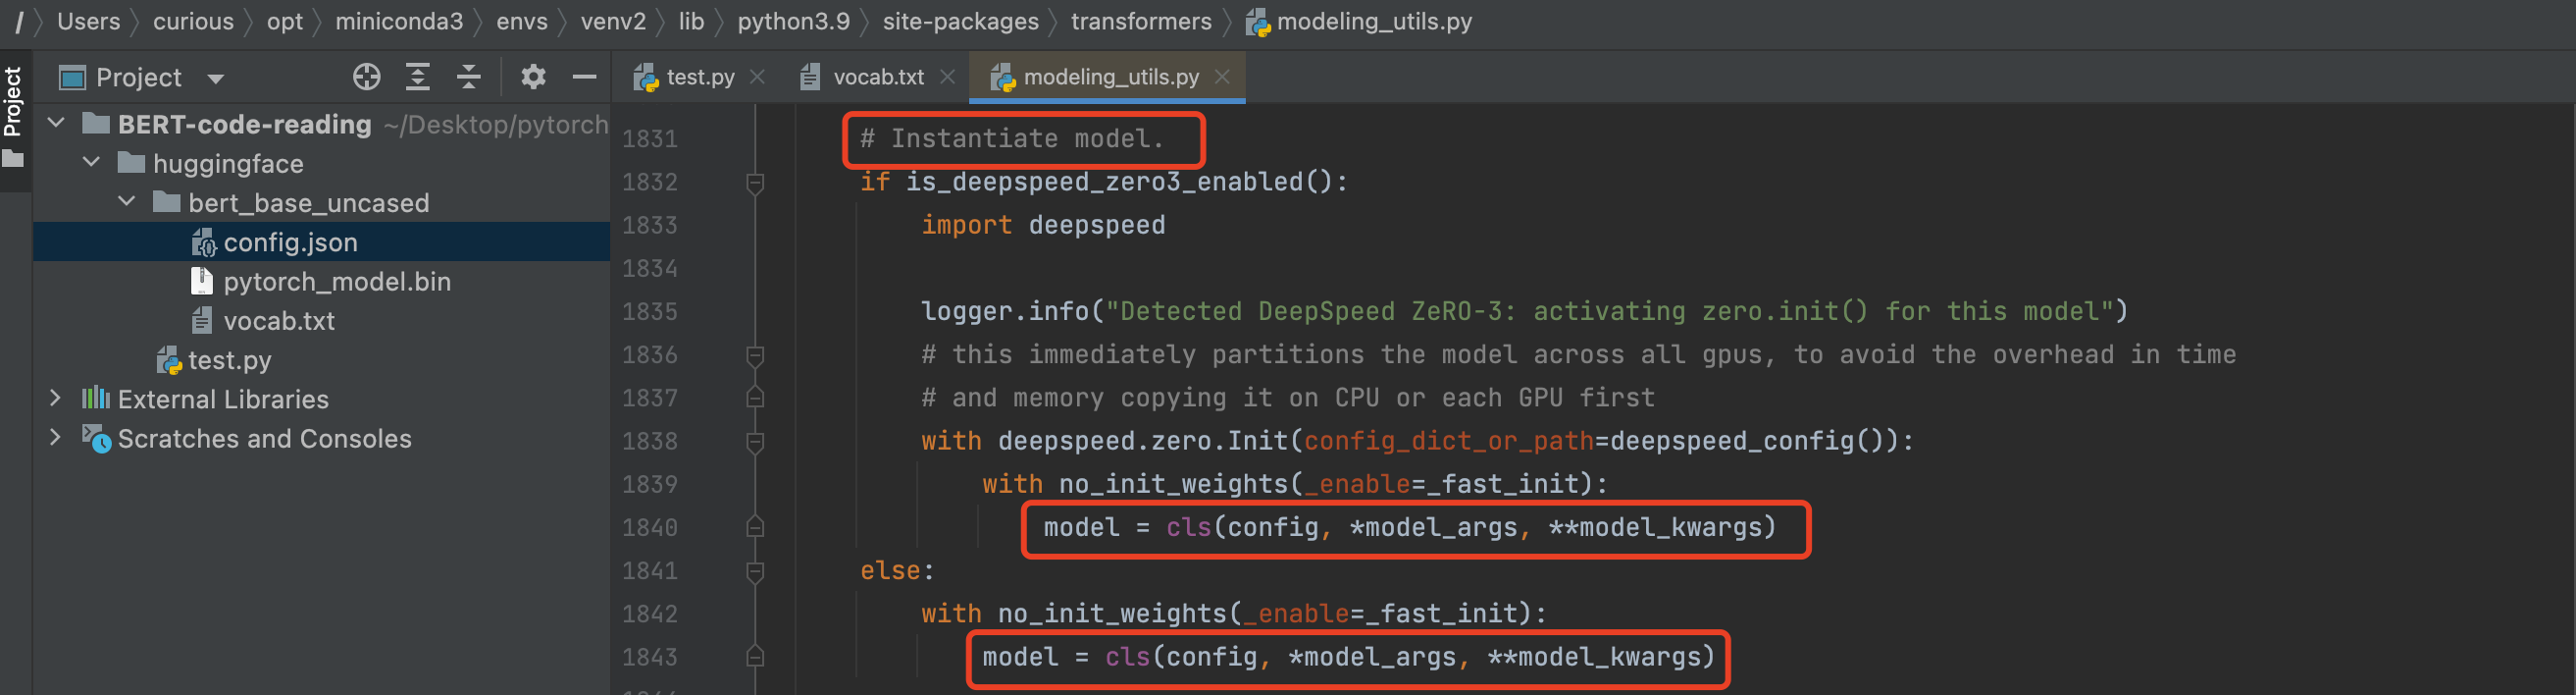 / Users curious opt miniconda3 envs venv2 lib python3.9 site-packages transformers modeling_utils.py
Project
Project
BERT-code-reading ~/Desktop/pytorch
huggingface
bert_base_uncased
config.json
pytorch_model.bin
vocab.txt
test.py
External Libraries
Scratches and Consoles
test.py vocab.txt modeling_utils.py
1831 # Instantiate model.
1832 if is_deepspeed_zero3_enabled():
1833 import deepspeed
1834
1835 logger.info("Detected DeepSpeed ZeRO-3: activating zero.init() for this model")
1836 # this immediately partitions the model across all gpus, to avoid the overhead in time
1837 # and memory copying it on CPU or each GPU first
1838 with deepspeed.zero.Init(config_dict_or_path=deepspeed_config()):
1839 with no_init_weights(_enable=_fast_init):
1840 model = cls(config, *model_args, **model_kwargs)
1841 else:
1842 with no_init_weights(_enable=_fast_init):
1843 model = cls(config, *model_args, **model_kwargs)